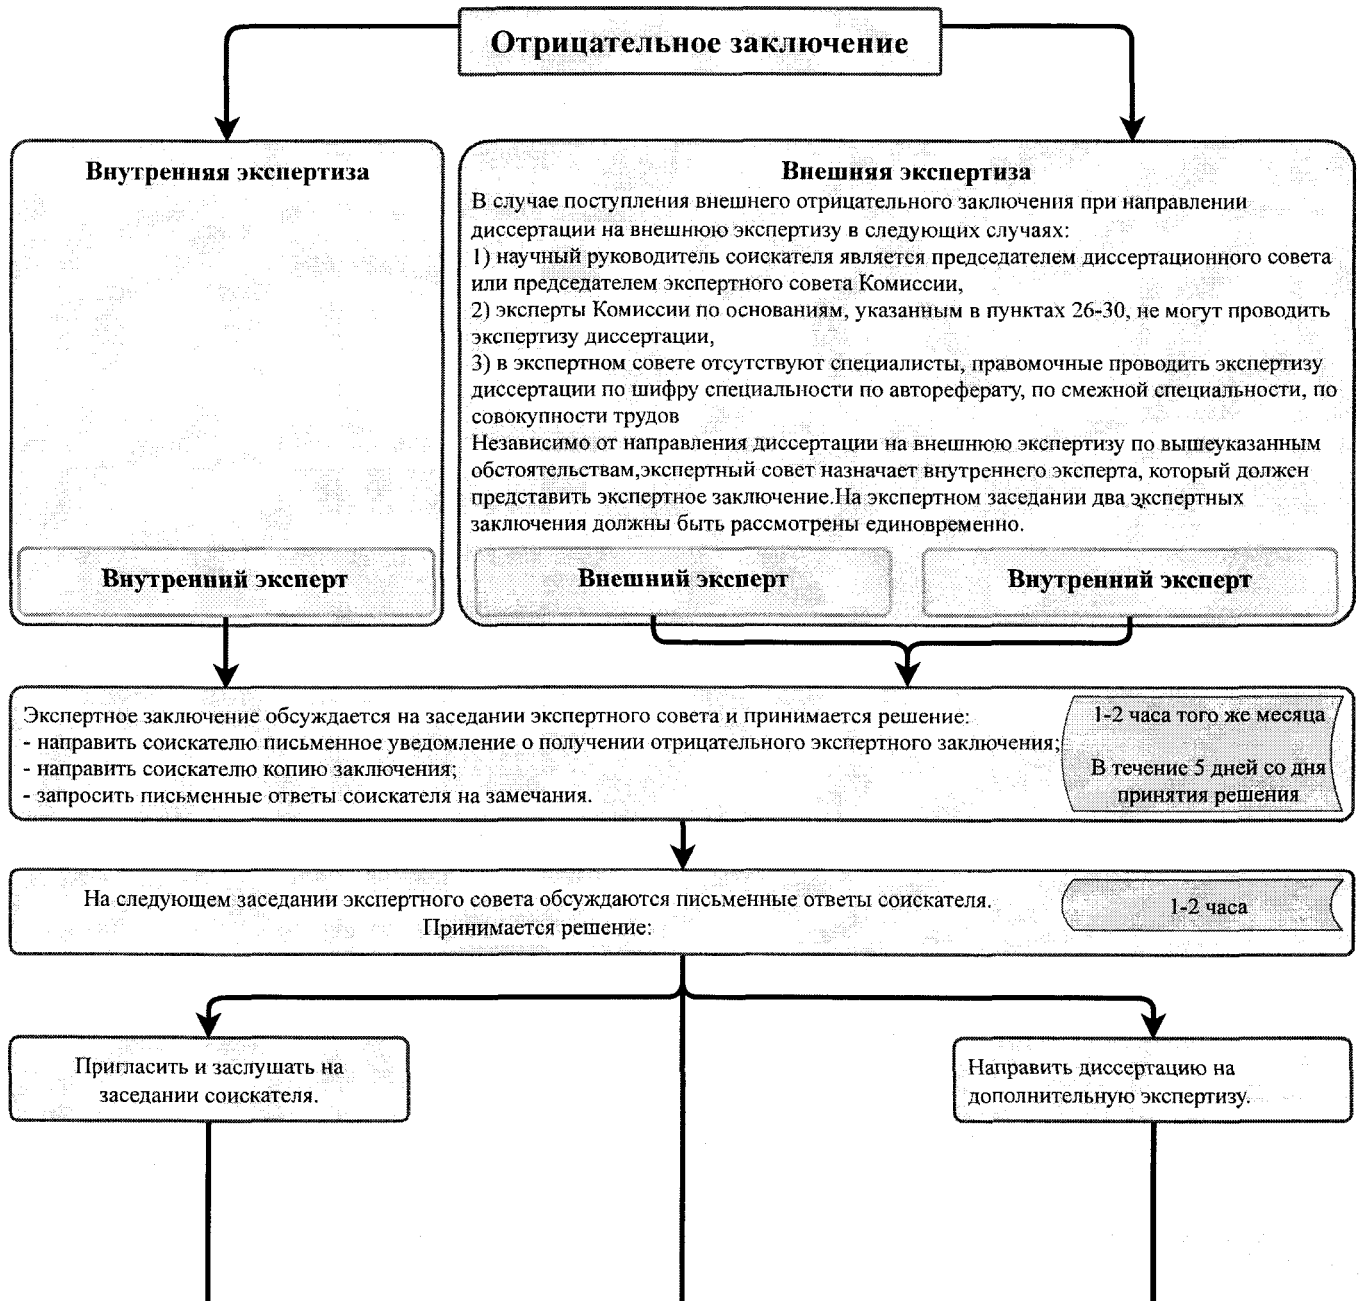 Отрицательное заключение
Внутренняя экспертиза
Внешняя экспертиза
В случае поступления внешнего отрицательного заключения при направлении
диссертации на внешнюю экспертизу в следующих случаях:
1) научный руководитель соискателя является председателем диссертационного совета
или председателем экспертного совета Комиссии,
2) эксперты Комиссии по основаниям, указанным в пунктах 26-30, не могут проводить
экспертизу диссертации,
3) в экспертном совете отсутствуют специалисты, правомочные проводить экспертизу
диссертации по шифру специальности по автореферату, по смежной специальности, по
совокупности трудов
Независимо от направления диссертации на внешнюю экспертизу по вышеуказанным
обстоятельствам,экспертный совет назначает внутреннего эксперта, который должен
представить экспертное заключение.На экспертном заседании два экспертных
заключения должны быть рассмотрены единовременно.
Внутренний эксперт
Внешний эксперт
Внутренний эксперт
Экспертное заключение обсуждается на заседании экспертного совета и принимается решение:
- направить соискателю письменное уведомление о получении отрицательного экспертного заключения;
- направить соискателю копию заключения;
- запросить письменные ответы соискателя на замечания.
1-2 часа того же месяца
В течение 5 дней со дня
принятия решения
На следующем заседании экспертного совета обсуждаются письменные ответы соискателя.
Принимается решение:
1-2 часа
Пригласить и заслушать на
заседании соискателя.
Направить диссертацию на
дополнительную экспертизу.